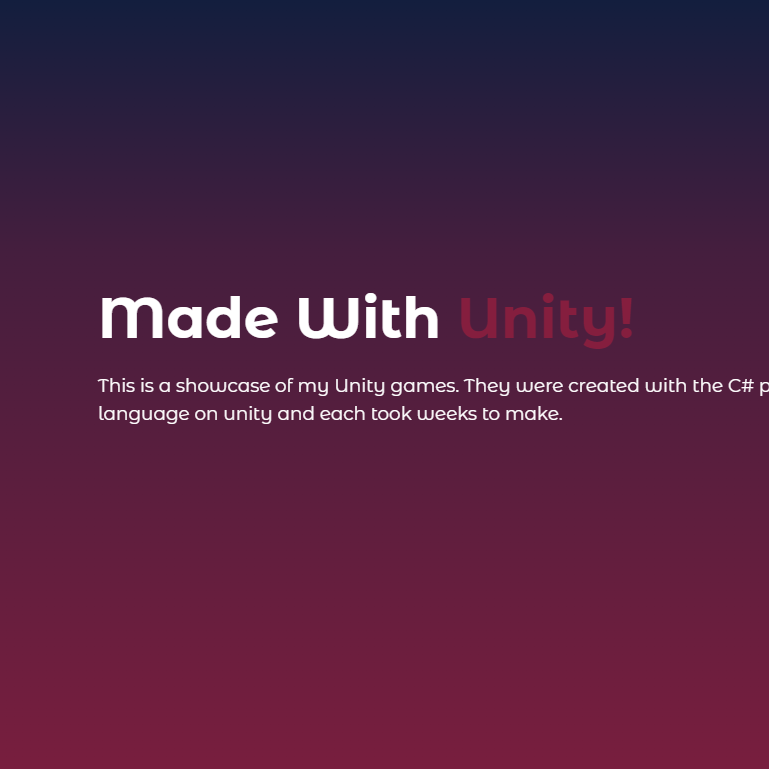 Made With Unity!
This is a showcase of my Unity games. They were created with the C#
language on unity and each took weeks to make.